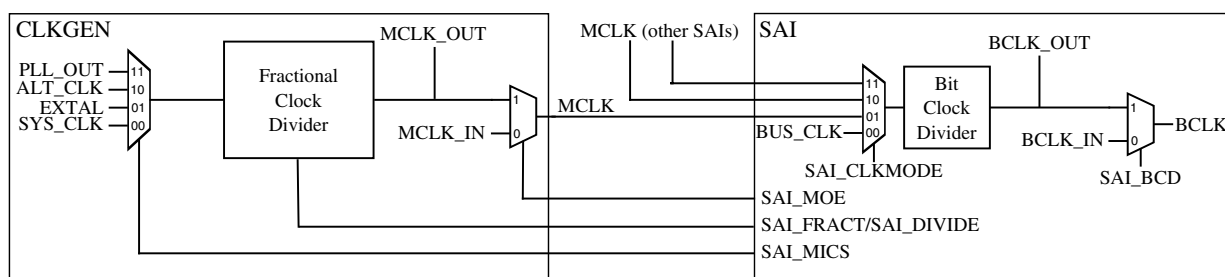 CLKGEN
MCLK_OUT
MCLK (other SAIs)
SAI
BCLK_OUT
PLL_OUT
11
ALT_CLK
10
EXTAL
01
SYS_CLK
00
Fractional
Clock
Divider
MCLK_IN
1
0
MCLK
11
10
01
BUS_CLK
00
SAI_CLKMODE
Bit
Clock
Divider
BCLK_IN
1
0
BCLK
SAI_BCD
SAI_MOE
SAI_FRACT/SAI_DIVIDE
SAI_MICS